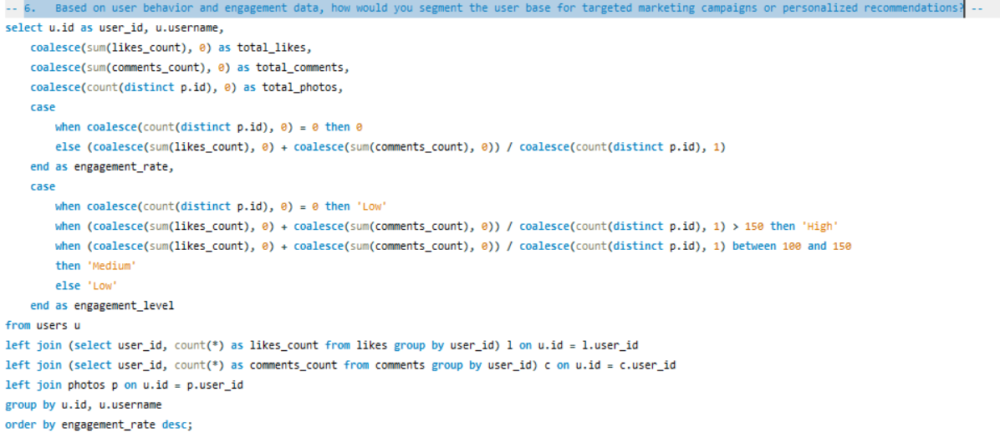 -- 6.   Based on user behavior and engagement data, how would you segment the user base for targeted marketing campaigns or personalized recommendations? --
select u.id as user_id, u.username,
    coalesce(sum(likes_count), 0) as total_likes,
    coalesce(sum(comments_count), 0) as total_comments,
    coalesce(count(distinct p.id), 0) as total_photos,
    case
        when coalesce(count(distinct p.id), 0) = 0 then 0
        else (coalesce(sum(likes_count), 0) + coalesce(sum(comments_count), 0)) / coalesce(count(distinct p.id), 1)
    end as engagement_rate,
    case
        when coalesce(count(distinct p.id), 0) = 0 then 'Low'
        when (coalesce(sum(likes_count), 0) + coalesce(sum(comments_count), 0)) / coalesce(count(distinct p.id), 1) > 150 then 'High'
        when (coalesce(sum(likes_count), 0) + coalesce(sum(comments_count), 0)) / coalesce(count(distinct p.id), 1) between 100 and 150
        then 'Medium'
        else 'Low'
    end as engagement_level
from users u
left join (select user_id, count(*) as likes_count from likes group by user_id) l on u.id = l.user_id
left join (select user_id, count(*) as comments_count from comments group by user_id) c on u.id = c.user_id
left join photos p on u.id = p.user_id
group by u.id, u.username
order by engagement_rate desc;